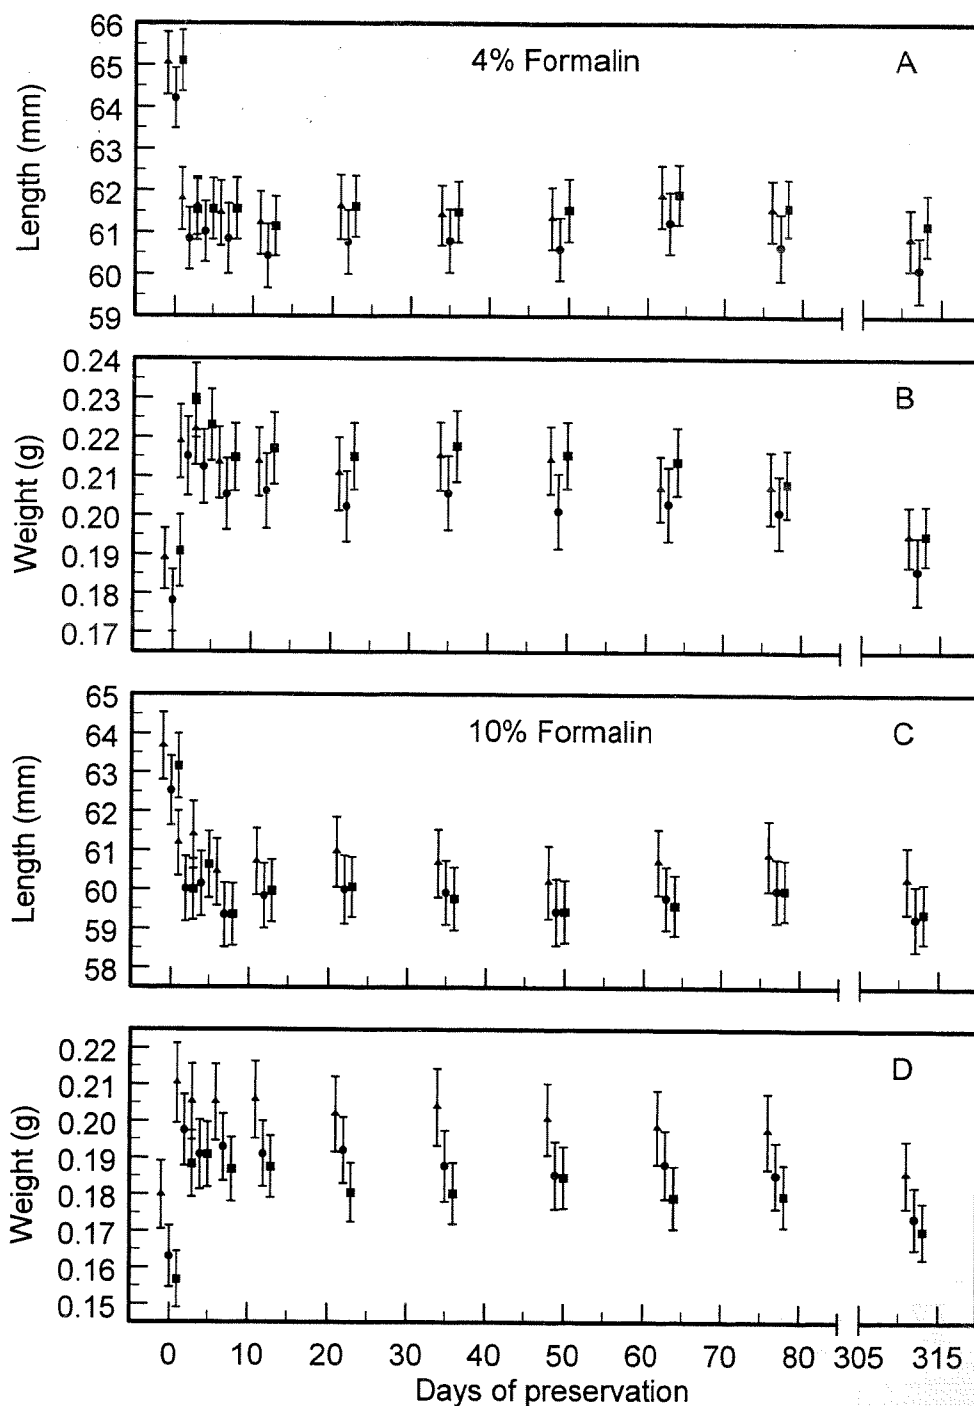 4% Formalin
A
Length (mm)
66
65
64
63
62
61
60
59
B
Weight (g)
0.24
0.23
0.22
0.21
0.20
0.19
0.18
0.17
10% Formalin
C
Length (mm)
65
64
63
62
61
60
59
58
D
Weight (g)
0.22
0.21
0.20
0.19
0.18
0.17
0.16
0.15
0 10 20 30 40 50 60 70 80 305 315
Days of preservation